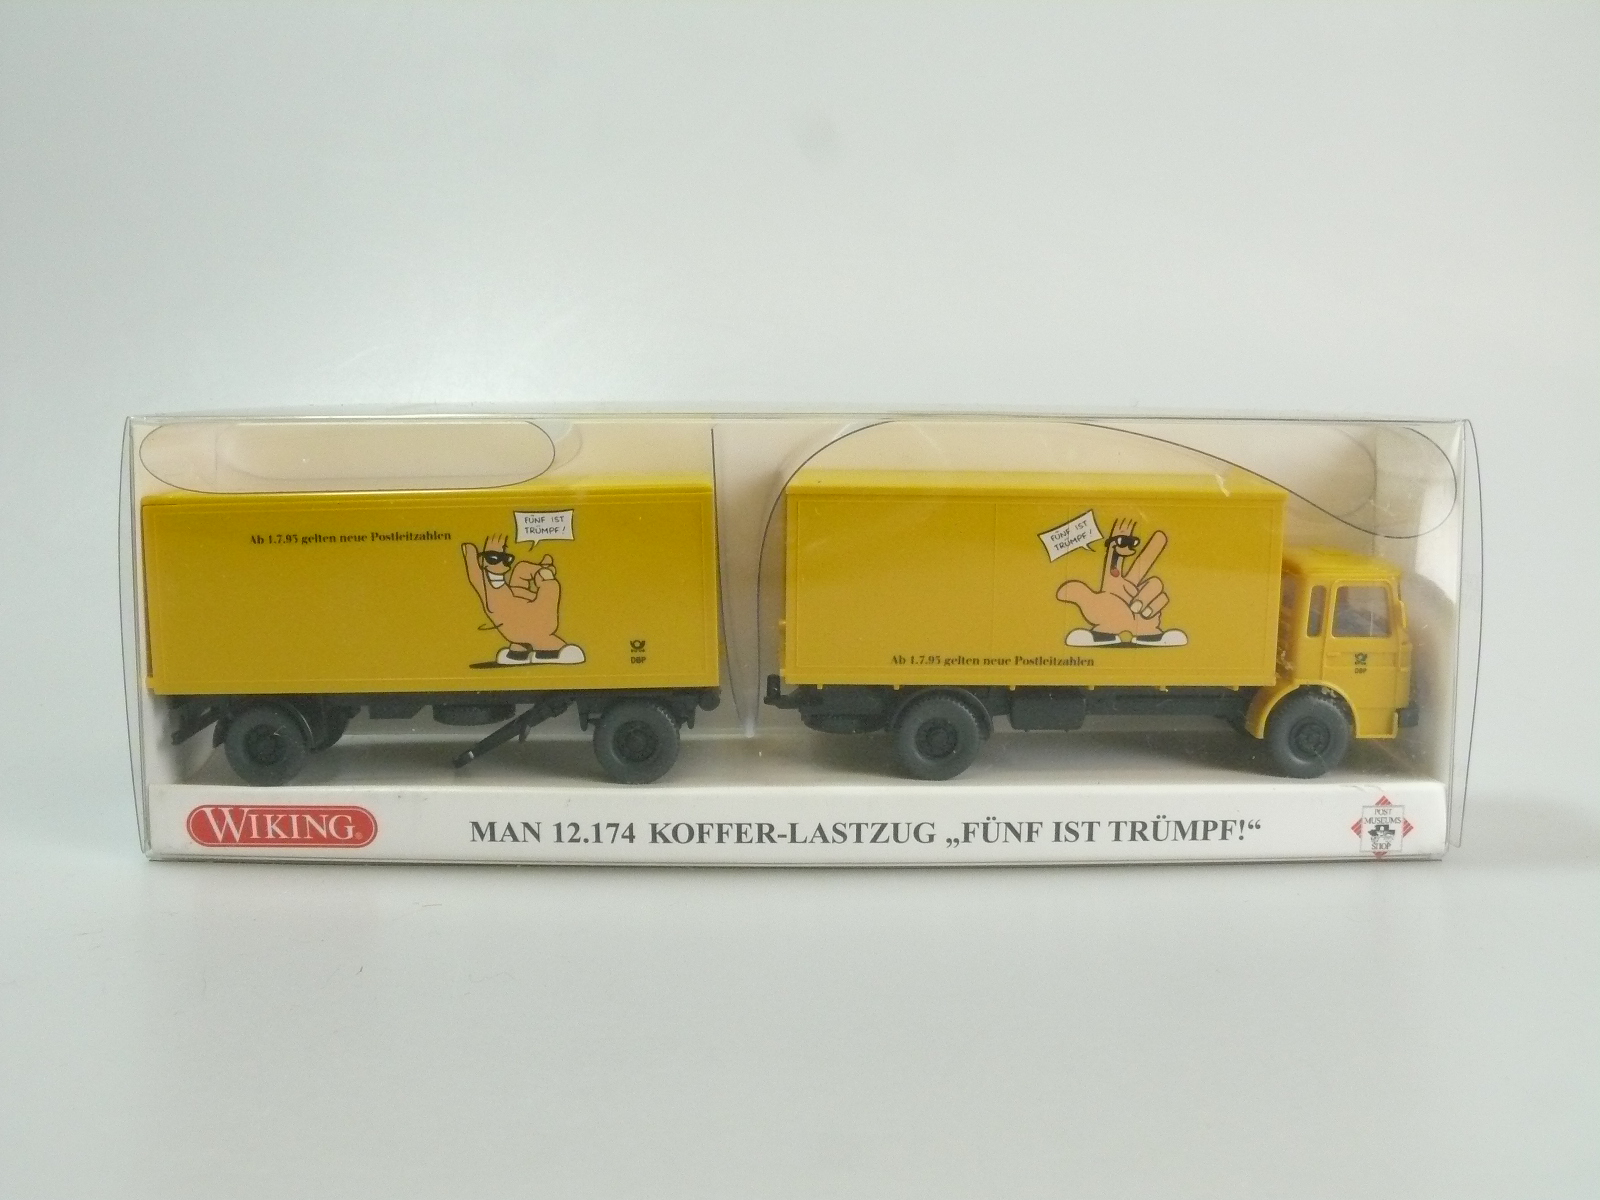 Ab 1.7.93 gelten neue Postleitzahlen
FÜNF IST
TRÜMPF!
DBP
FÜNF IST
TRÜMPF!
Ab 1.7.93 gelten neue Postleitzahlen
DBP
WIKING®
MAN 12.174 KOFFER-LASTZUG „FÜNF IST TRÜMPF!“
POST
MUSEUMS
SHOP